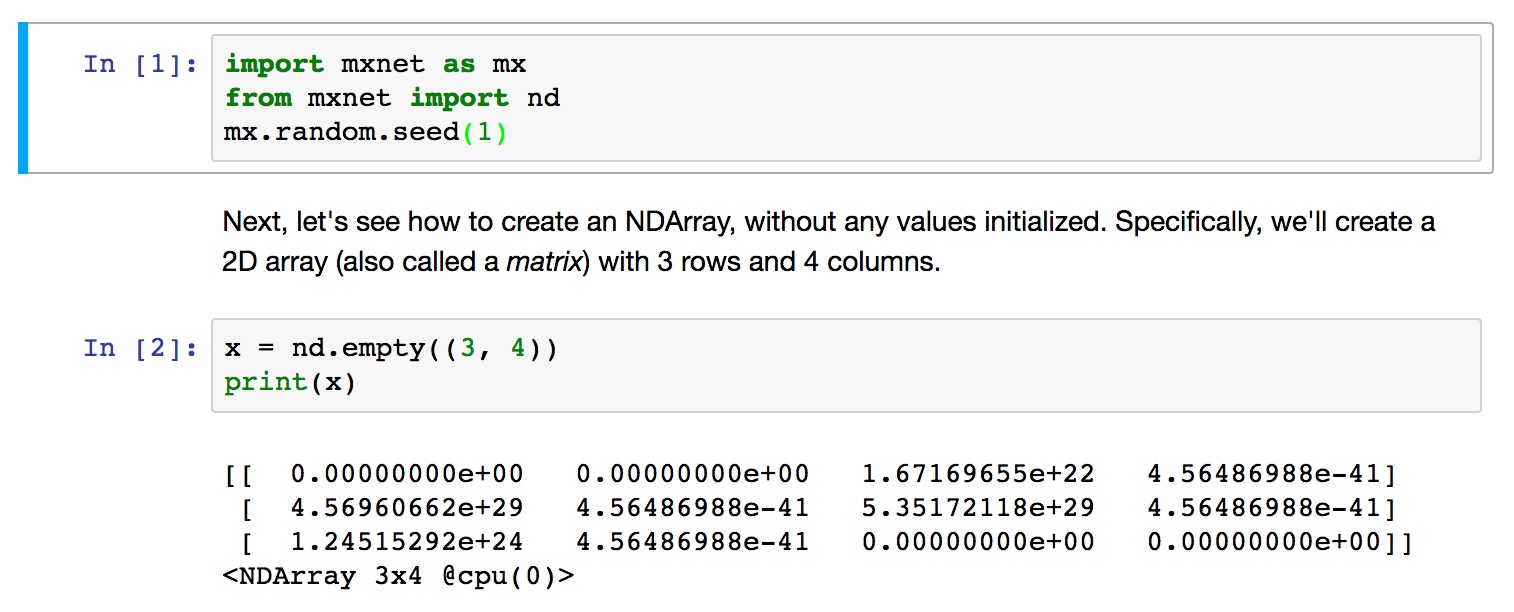 In [1]: import mxnet as mx
from mxnet import nd
mx.random.seed(1)
Next, let's see how to create an NDArray, without any values initialized. Specifically, we'll create a
2D array (also called a matrix) with 3 rows and 4 columns.
In [2]: x = nd.empty((3, 4))
print(x)
[[ 0.00000000e+00 0.00000000e+00 1.67169655e+22 4.56486988e-41]
[ 4.56960662e+29 4.56486988e-41 5.35172118e+29 4.56486988e-41]
[ 1.24515292e+24 4.56486988e-41 0.00000000e+00 0.00000000e+00]]
<NDArray 3x4 @cpu(0)>